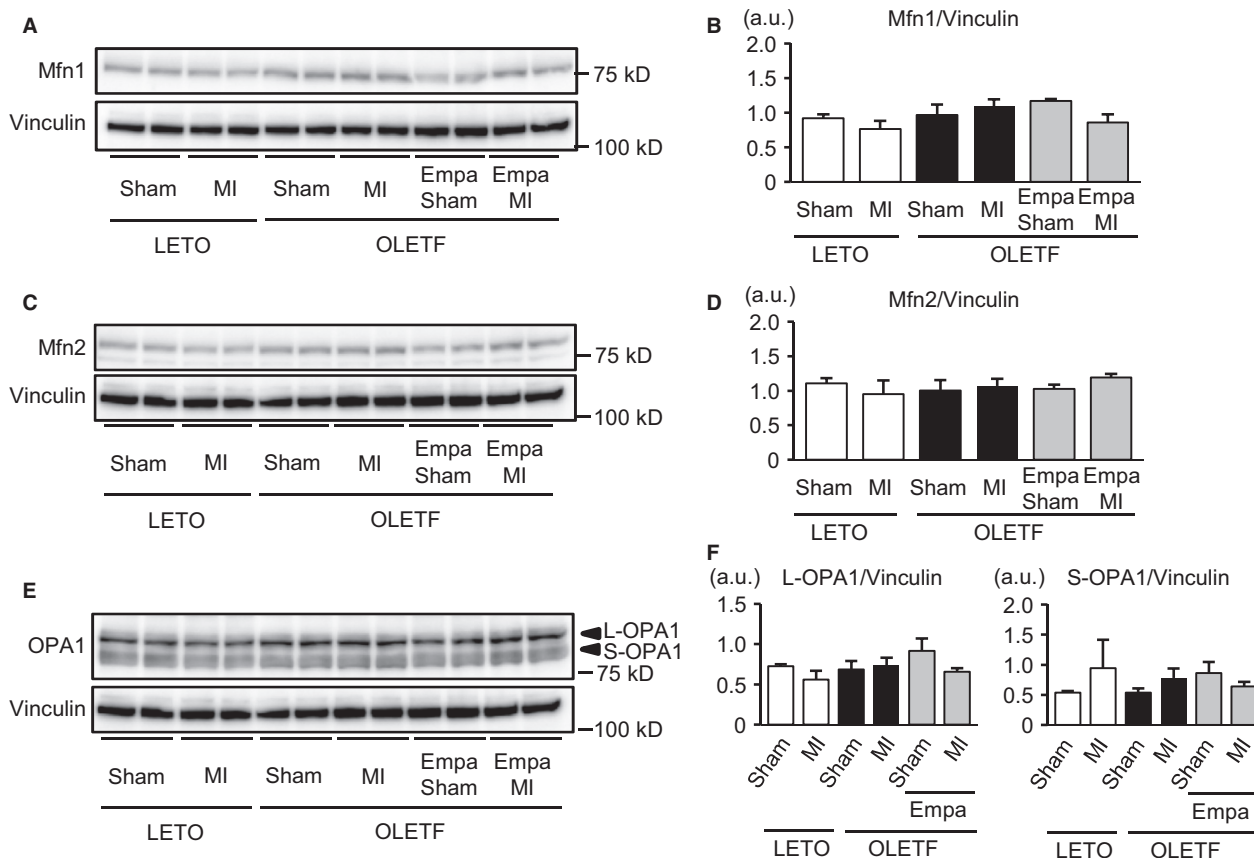 A
Mfn1
75 kD
Vinculin
100 kD
Sham MI Sham MI Empa Sham Empa MI
LETO OLETF
B
(a.u.) Mfn1/Vinculin
2.0
1.5
1.0
0.5
0
Sham MI Sham MI Empa Sham Empa MI
LETO OLETF
C
Mfn2
75 kD
Vinculin
100 kD
Sham MI Sham MI Empa Sham Empa MI
LETO OLETF
D
(a.u.) Mfn2/Vinculin
2.0
1.5
1.0
0.5
0
Sham MI Sham MI Empa Sham Empa MI
LETO OLETF
E
OPA1
L-OPA1
S-OPA1
75 kD
Vinculin
100 kD
Sham MI Sham MI Empa Sham Empa MI
LETO OLETF
F
(a.u.) L-OPA1/Vinculin
1.5
1.0
0.5
0
Sham MI Sham MI Sham MI
Empa
LETO OLETF
(a.u.) S-OPA1/Vinculin
2.0
1.5
1.0
0.5
0
Sham MI Sham MI Sham MI
Empa
LETO OLETF